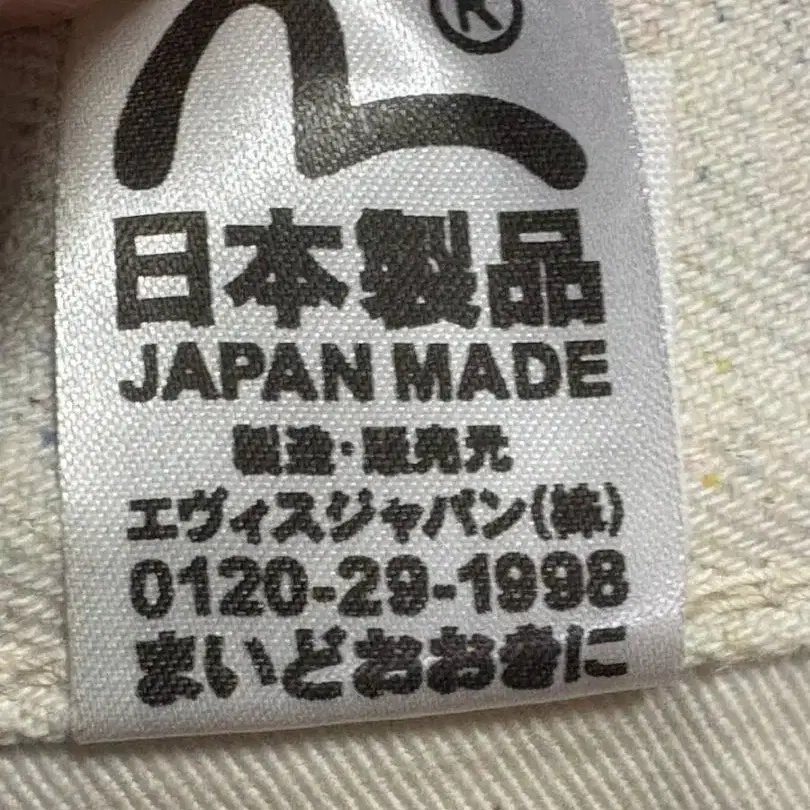 ®
日本製品
JAPAN MADE
製造・販売元
エヴィスジャパン(株)
0120-29-1998
まいどおおきに